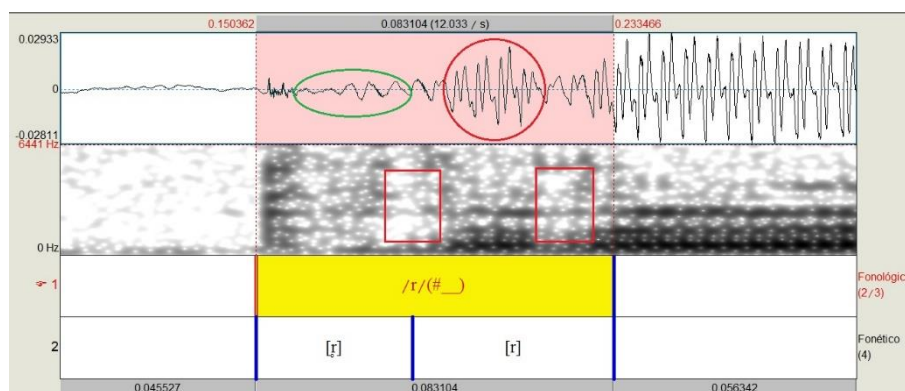 0.150362 0.083104 (12.033 / s) 0.233466
0.02933
0
-0.02811
6441 Hz
0 Hz
1 /r/(#__) Fonológic
(2/3)
2 [r̥] [r] Fonético
(4)
0.045527 0.083104 0.056342